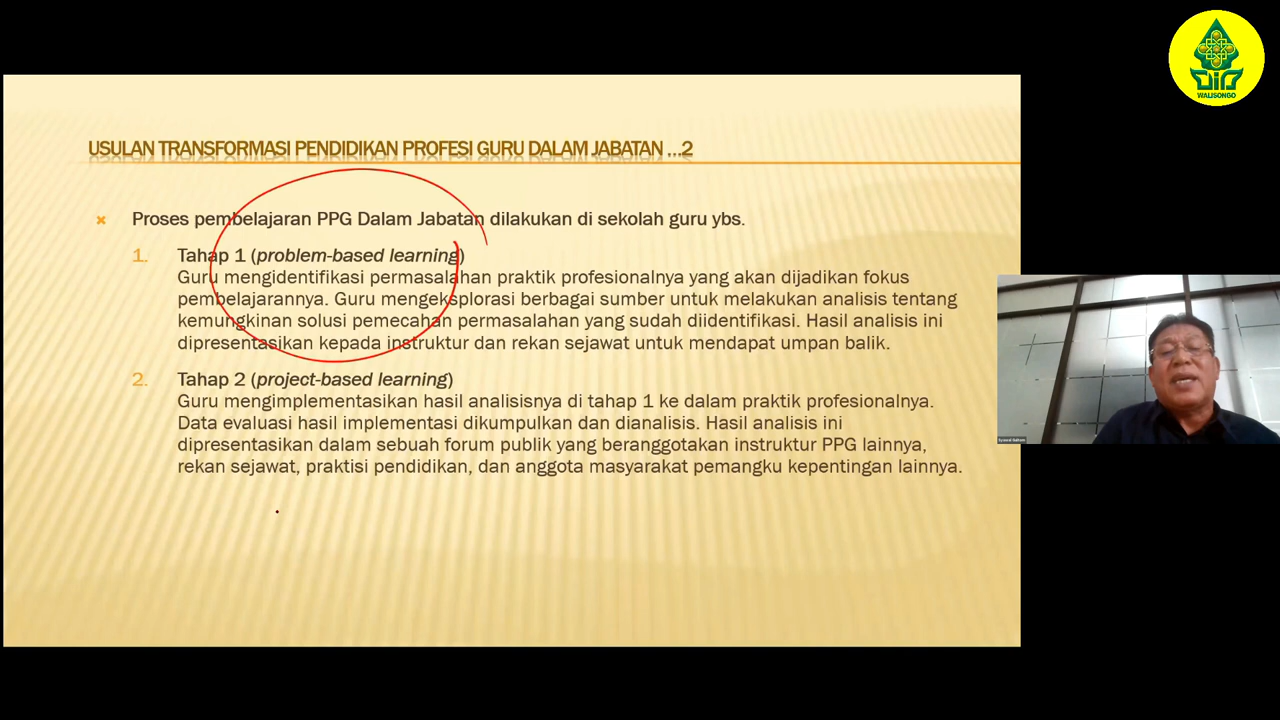 WALISONGO
USULAN TRANSFORMASI PENDIDIKAN PROFESI GURU DALAM JABATAN ...2
Proses pembelajaran PPG Dalam Jabatan dilakukan di sekolah guru ybs.
1. Tahap 1 (problem-based learning)
Guru mengidentifikasi permasalahan praktik profesionalnya yang akan dijadikan fokus
pembelajarannya. Guru mengeksplorasi berbagai sumber untuk melakukan analisis tentang
kemungkinan solusi pemecahan permasalahan yang sudah diidentifikasi. Hasil analisis ini
dipresentasikan kepada instruktur dan rekan sejawat untuk mendapat umpan balik.
2. Tahap 2 (project-based learning)
Guru mengimplementasikan hasil analisisnya di tahap 1 ke dalam praktik profesionalnya.
Data evaluasi hasil implementasi dikumpulkan dan dianalisis. Hasil analisis ini
dipresentasikan dalam sebuah forum publik yang beranggotakan instruktur PPG lainnya,
rekan sejawat, praktisi pendidikan, dan anggota masyarakat pemangku kepentingan lainnya.